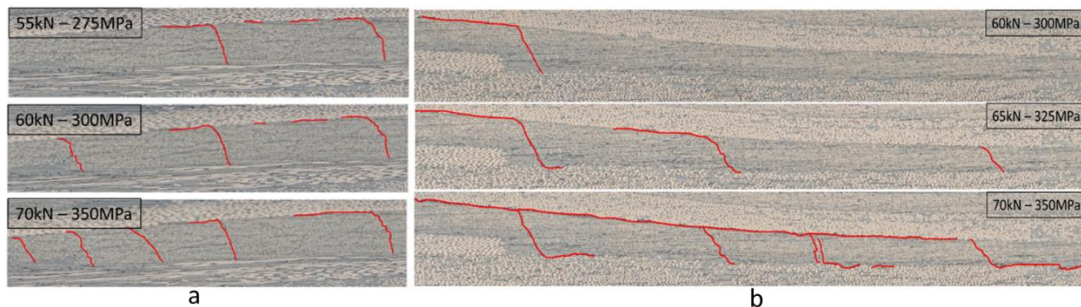 55kN – 275MPa
60kN – 300MPa
70kN – 350MPa
a
60kN – 300MPa
65kN – 325MPa
70kN – 350MPa
b